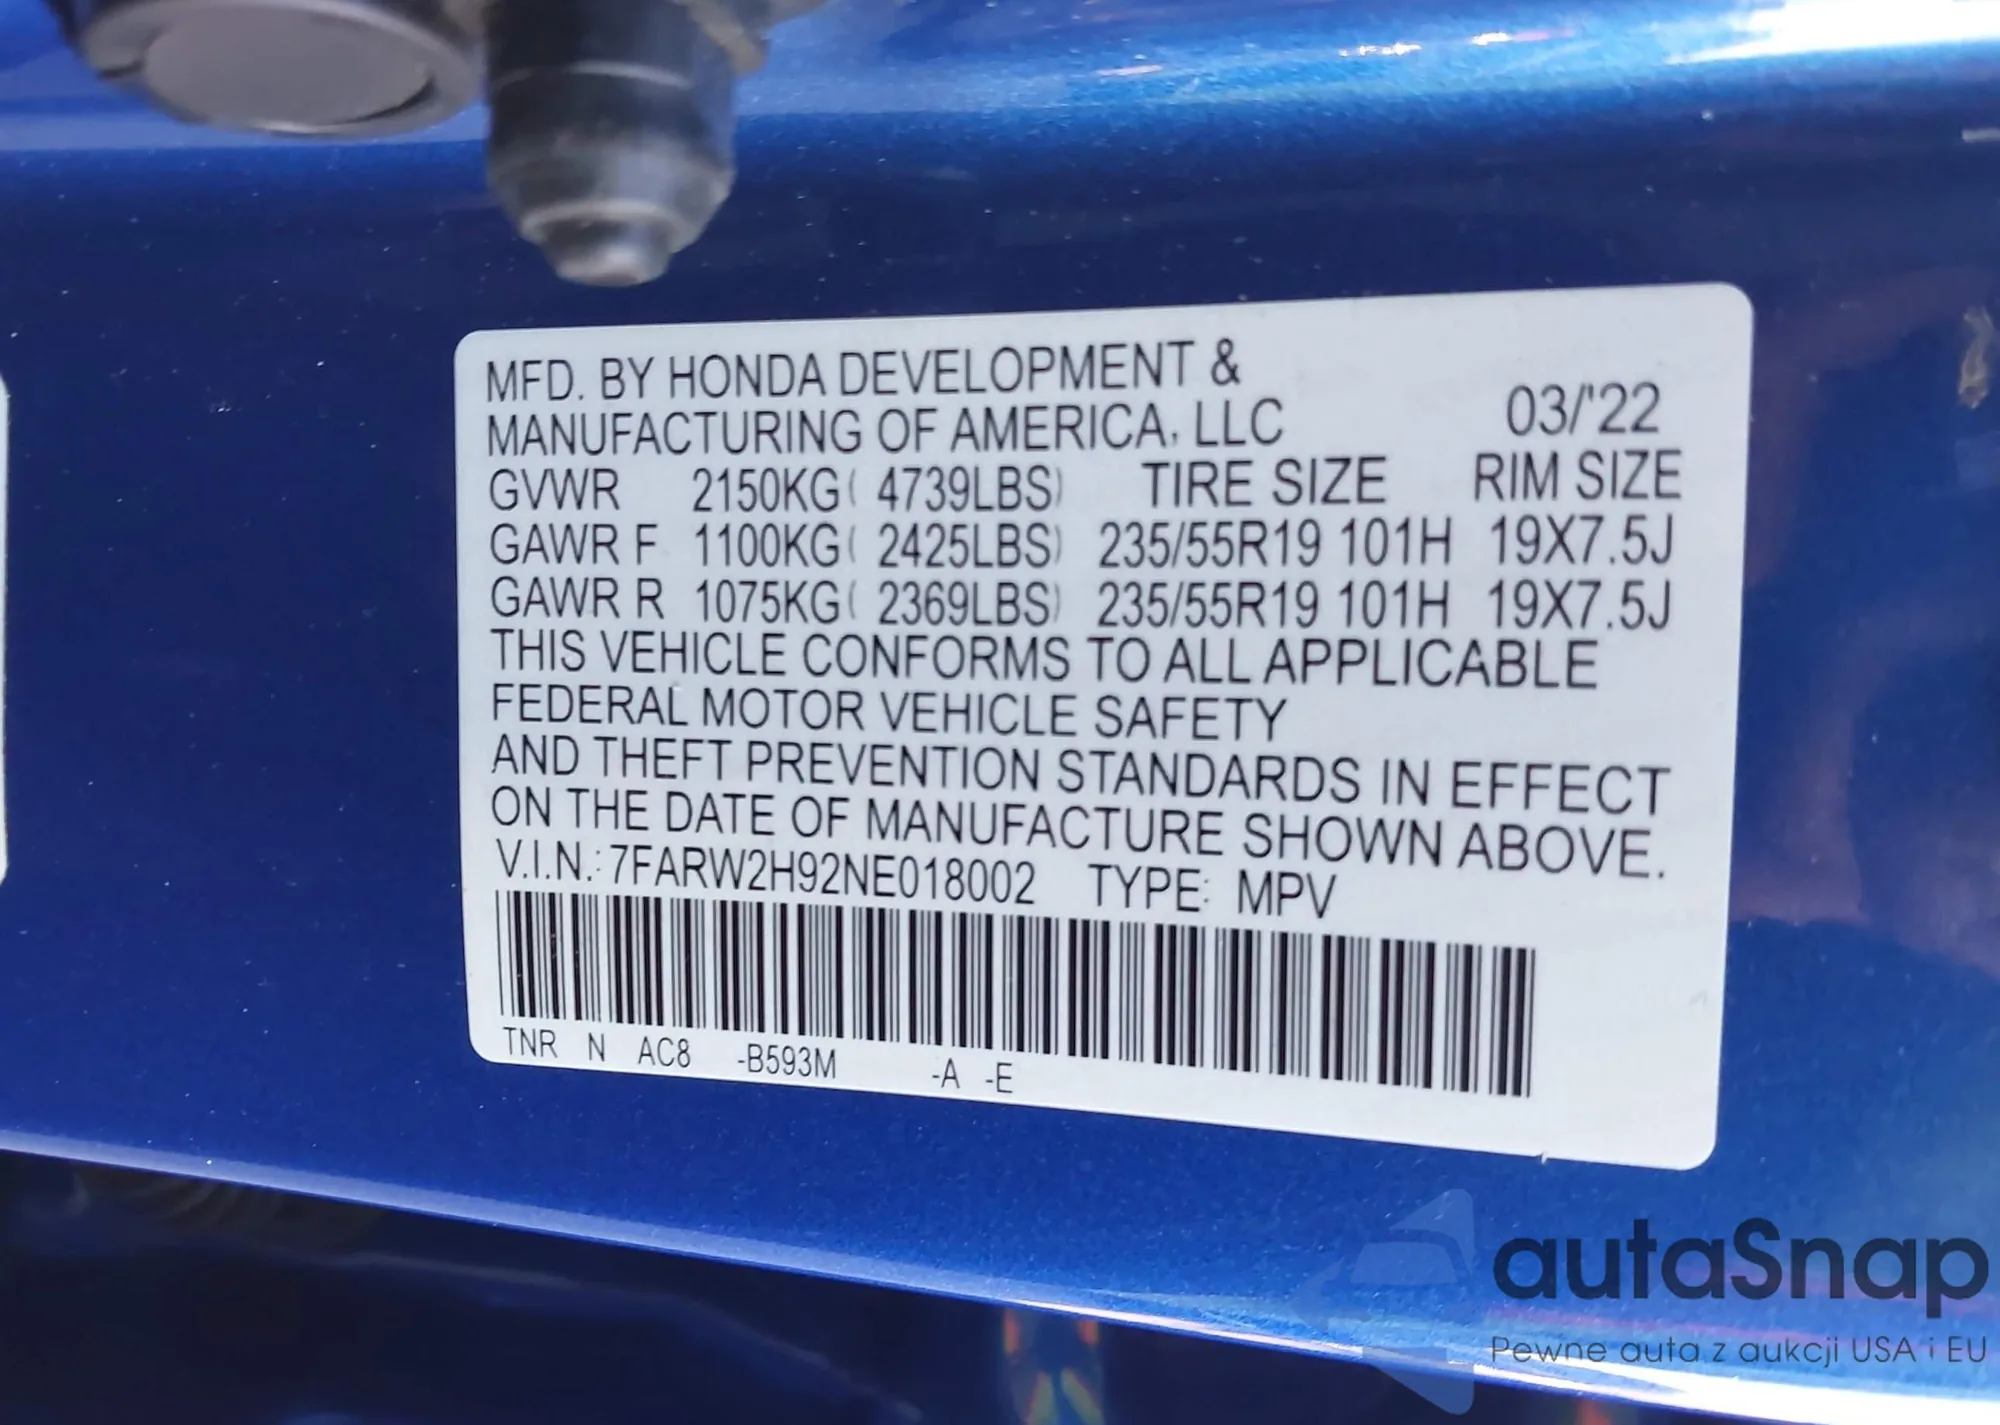 MFD. BY HONDA DEVELOPMENT &
MANUFACTURING OF AMERICA, LLC 03/'22
GVWR 2150KG( 4739LBS) TIRE SIZE RIM SIZE
GAWR F 1100KG( 2425LBS) 235/55R19 101H 19X7.5J
GAWR R 1075KG( 2369LBS) 235/55R19 101H 19X7.5J
THIS VEHICLE CONFORMS TO ALL APPLICABLE
FEDERAL MOTOR VEHICLE SAFETY
AND THEFT PREVENTION STANDARDS IN EFFECT
ON THE DATE OF MANUFACTURE SHOWN ABOVE.
V.I.N.: 7FARW2H92NE018002 TYPE: MPV
TNR N AC8 -B593M -A -E
autaSnap
Pewne auta z aukcji USA i EU